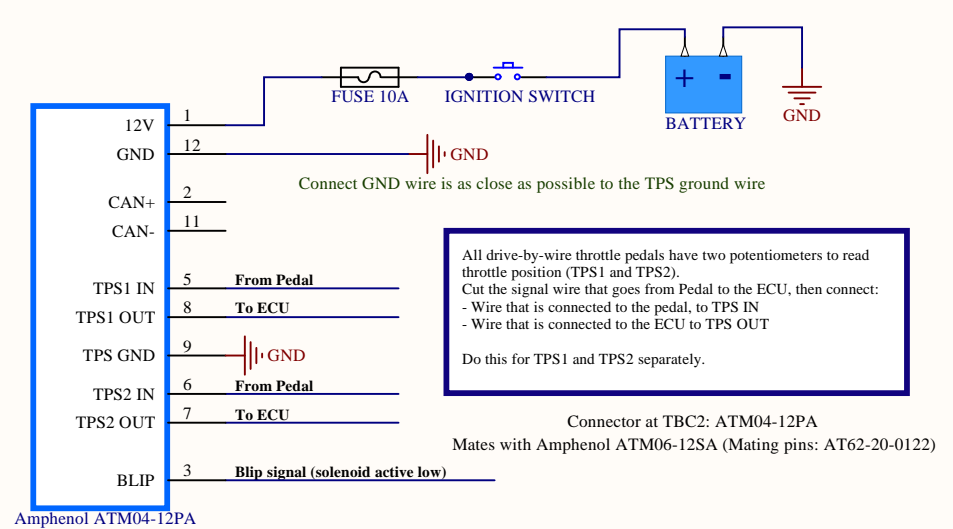 FUSE 10A
IGNITION SWITCH
+ -
BATTERY
GND
12V 1
GND 12
GND
Connect GND wire is as close as possible to the TPS ground wire
CAN+ 2
CAN- 11
All drive-by-wire throttle pedals have two potentiometers to read
throttle position (TPS1 and TPS2).
Cut the signal wire that goes from Pedal to the ECU, then connect:
- Wire that is connected to the pedal, to TPS IN
- Wire that is connected to the ECU to TPS OUT
Do this for TPS1 and TPS2 separately.
TPS1 IN 5 From Pedal
TPS1 OUT 8 To ECU
TPS GND 9 GND
TPS2 IN 6 From Pedal
TPS2 OUT 7 To ECU
Connector at TBC2: ATM04-12PA
Mates with Amphenol ATM06-12SA (Mating pins: AT62-20-0122)
BLIP 3 Blip signal (solenoid active low)
Amphenol ATM04-12PA